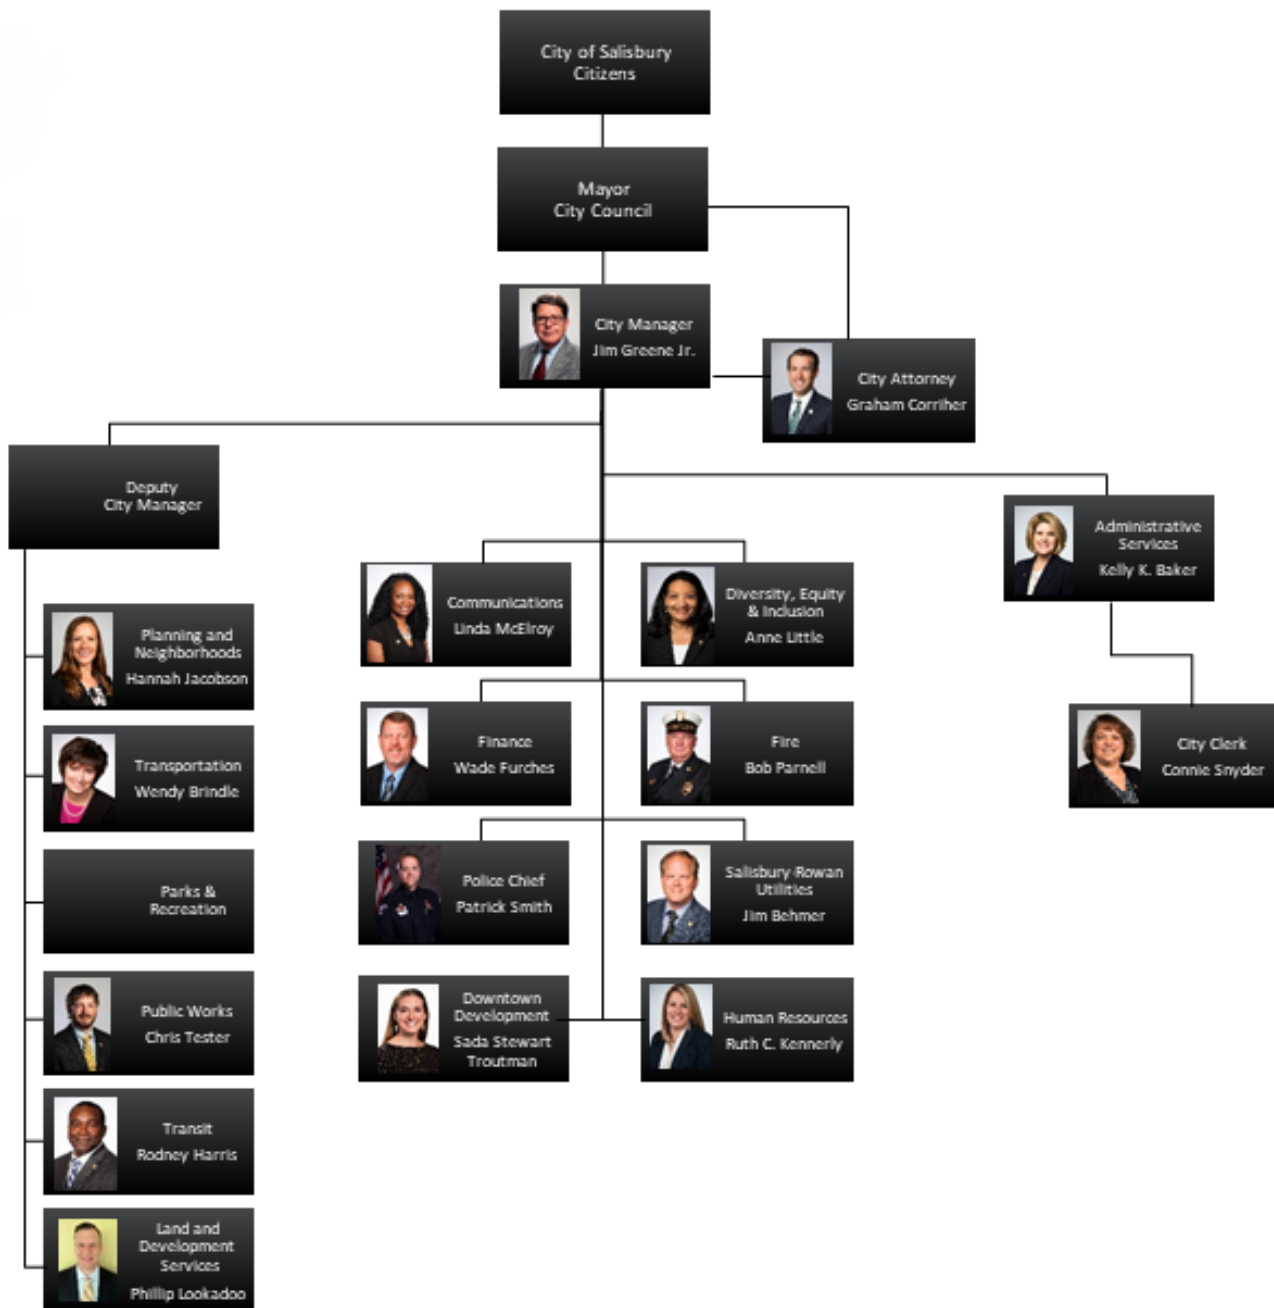 City of Salisbury
Citizens
Mayor
City Council
City Manager
Jim Greene Jr.
City Attorney
Graham Corriher
Deputy
City Manager
Administrative
Services
Kelly K. Baker
Communications
Linda McElroy
Diversity, Equity
& Inclusion
Anne Little
Planning and
Neighborhoods
Hannah Jacobson
Finance
Wade Furches
Fire
Bob Parnell
City Clerk
Connie Snyder
Transportation
Wendy Brindle
Police Chief
Patrick Smith
Salisbury-Rowan
Utilities
Jim Behmer
Parks &
Recreation
Downtown
Development
Sada Stewart
Troutman
Human Resources
Ruth C. Kennerly
Public Works
Chris Tester
Transit
Rodney Harris
Land and
Development
Services
Phillip Lookadoo